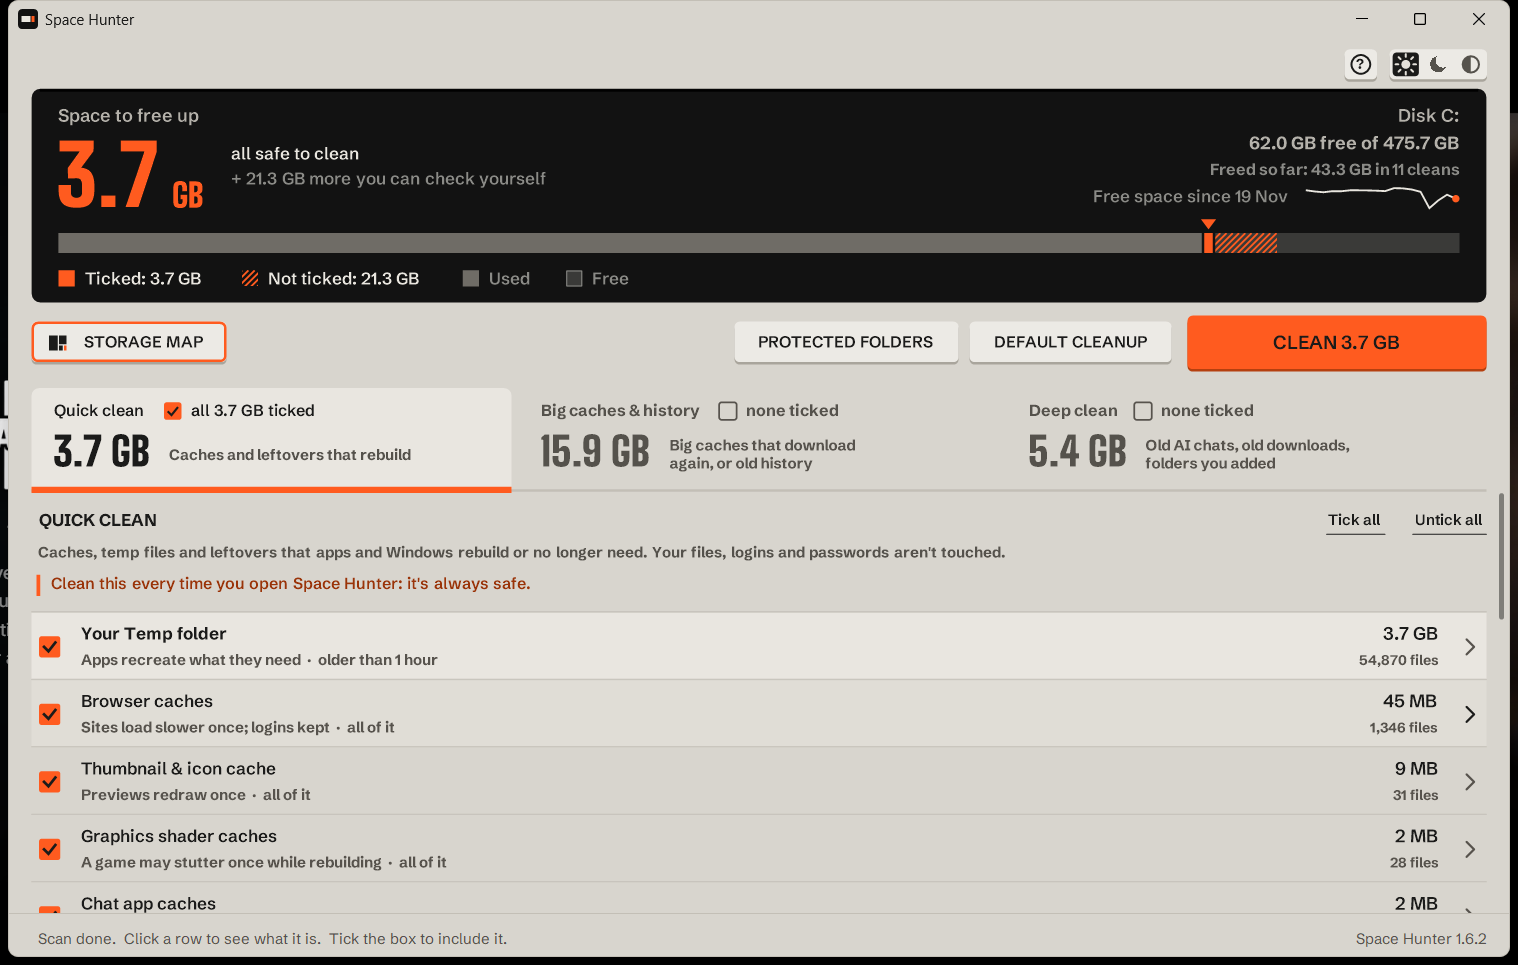 Space Hunter
Space to free up
3.7 GB
all safe to clean
+ 21.3 GB more you can check yourself
Disk C:
62.0 GB free of 475.7 GB
Freed so far: 43.3 GB in 11 cleans
Free space since 19 Nov
Ticked: 3.7 GB
Not ticked: 21.3 GB
Used
Free
STORAGE MAP
PROTECTED FOLDERS
DEFAULT CLEANUP
CLEAN 3.7 GB
Quick clean
all 3.7 GB ticked
3.7 GB
Caches and leftovers that rebuild
Big caches & history
none ticked
15.9 GB
Big caches that download
again, or old history
Deep clean
none ticked
5.4 GB
Old AI chats, old downloads,
folders you added
QUICK CLEAN
Tick all
Untick all
Caches, temp files and leftovers that apps and Windows rebuild or no longer need. Your files, logins and passwords aren't touched.
Clean this every time you open Space Hunter: it's always safe.
Your Temp folder
3.7 GB
Apps recreate what they need · older than 1 hour
54,870 files
Browser caches
45 MB
Sites load slower once; logins kept · all of it
1,346 files
Thumbnail & icon cache
9 MB
Previews redraw once · all of it
31 files
Graphics shader caches
2 MB
A game may stutter once while rebuilding · all of it
28 files
Chat app caches
2 MB
Scan done. Click a row to see what it is. Tick the box to include it.
Space Hunter 1.6.2